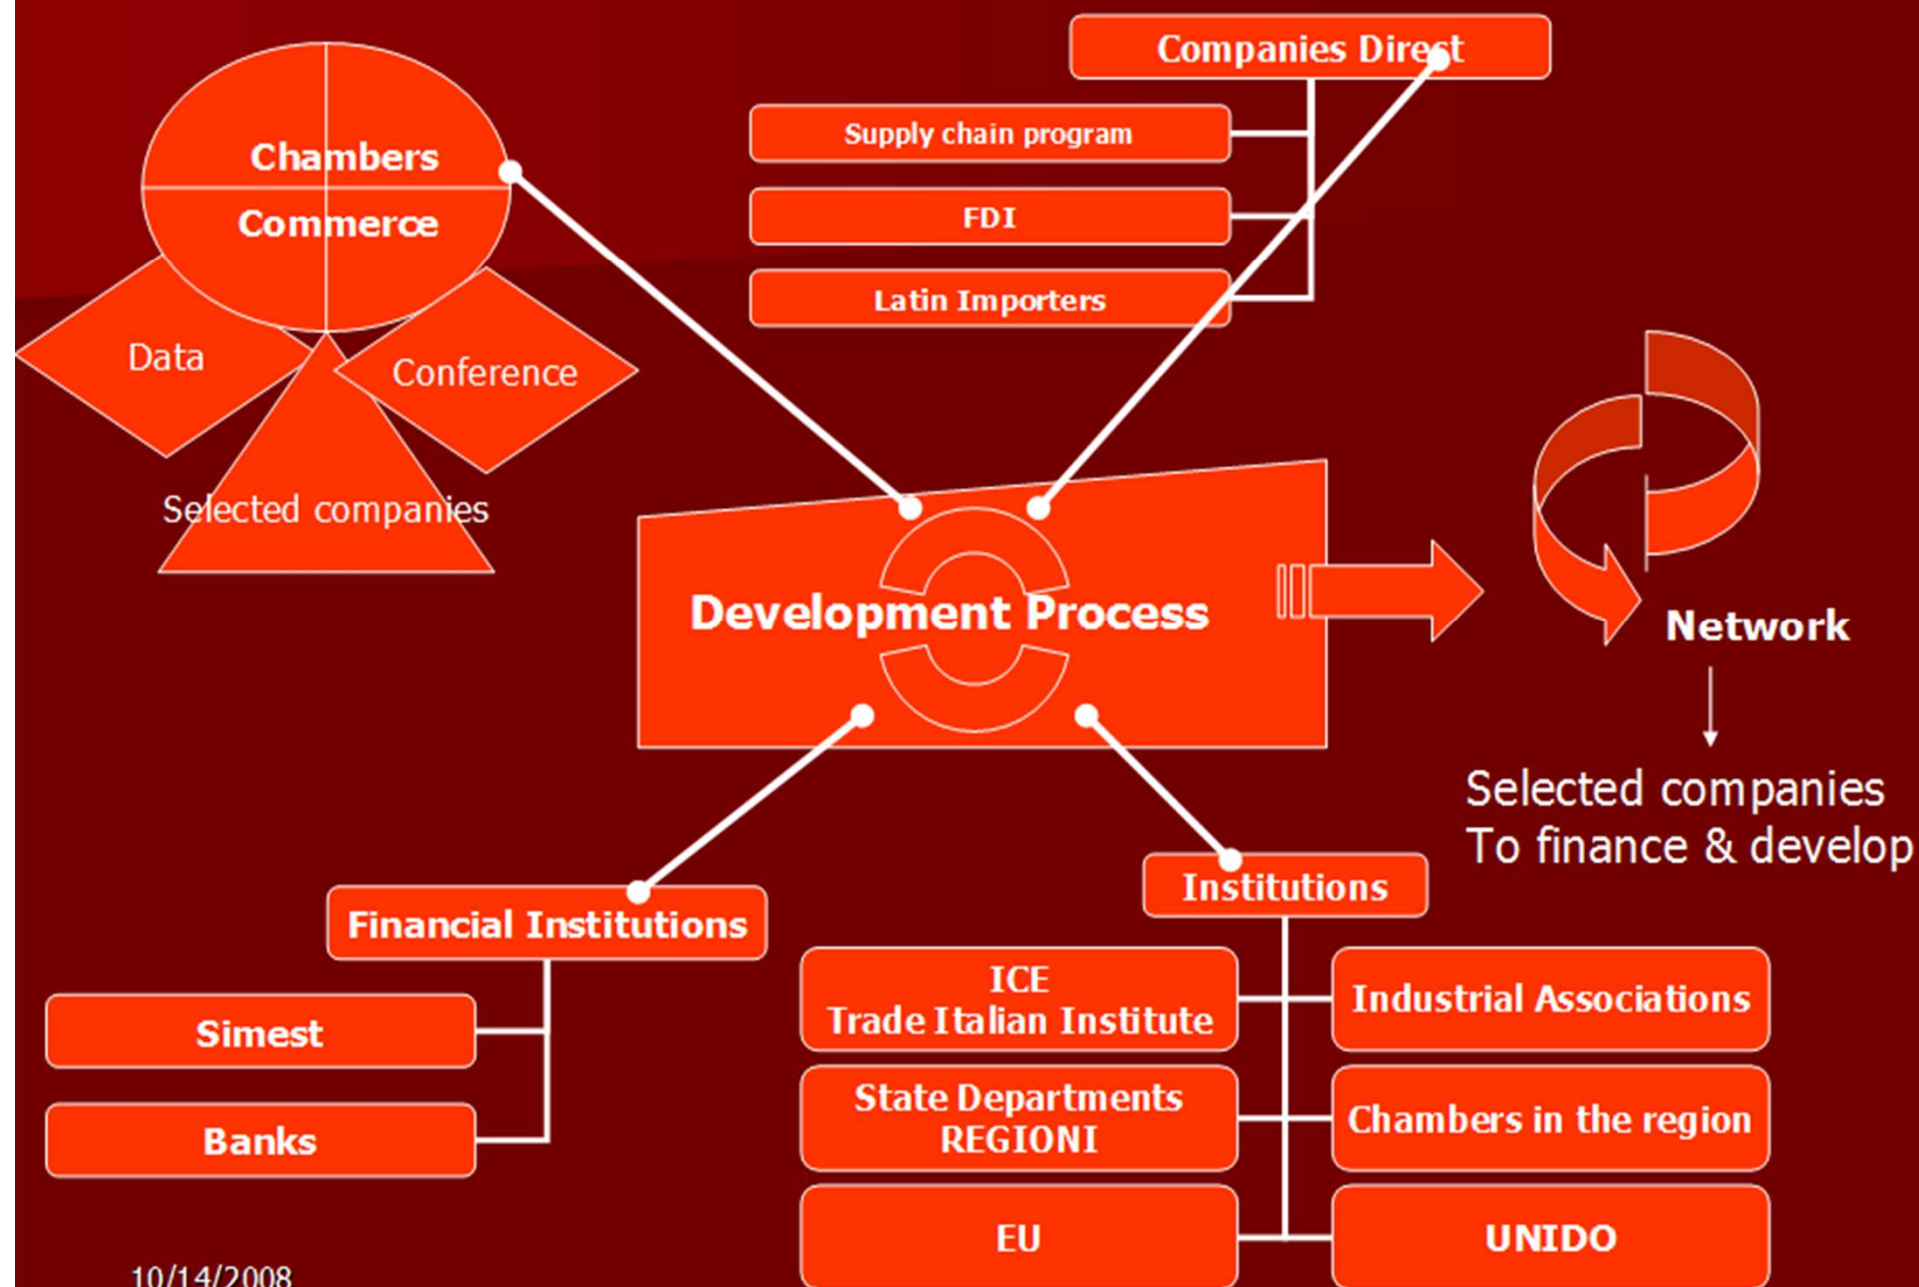 Companies Direct
Supply chain program
FDI
Latin Importers
Chambers
Commerce
Data
Conference
Selected companies
Development Process
Network
Selected companies
To finance & develop
Financial Institutions
Simest
Banks
Institutions
ICE
Trade Italian Institute
Industrial Associations
State Departments
REGIONI
Chambers in the region
EU
UNIDO
10/14/2008